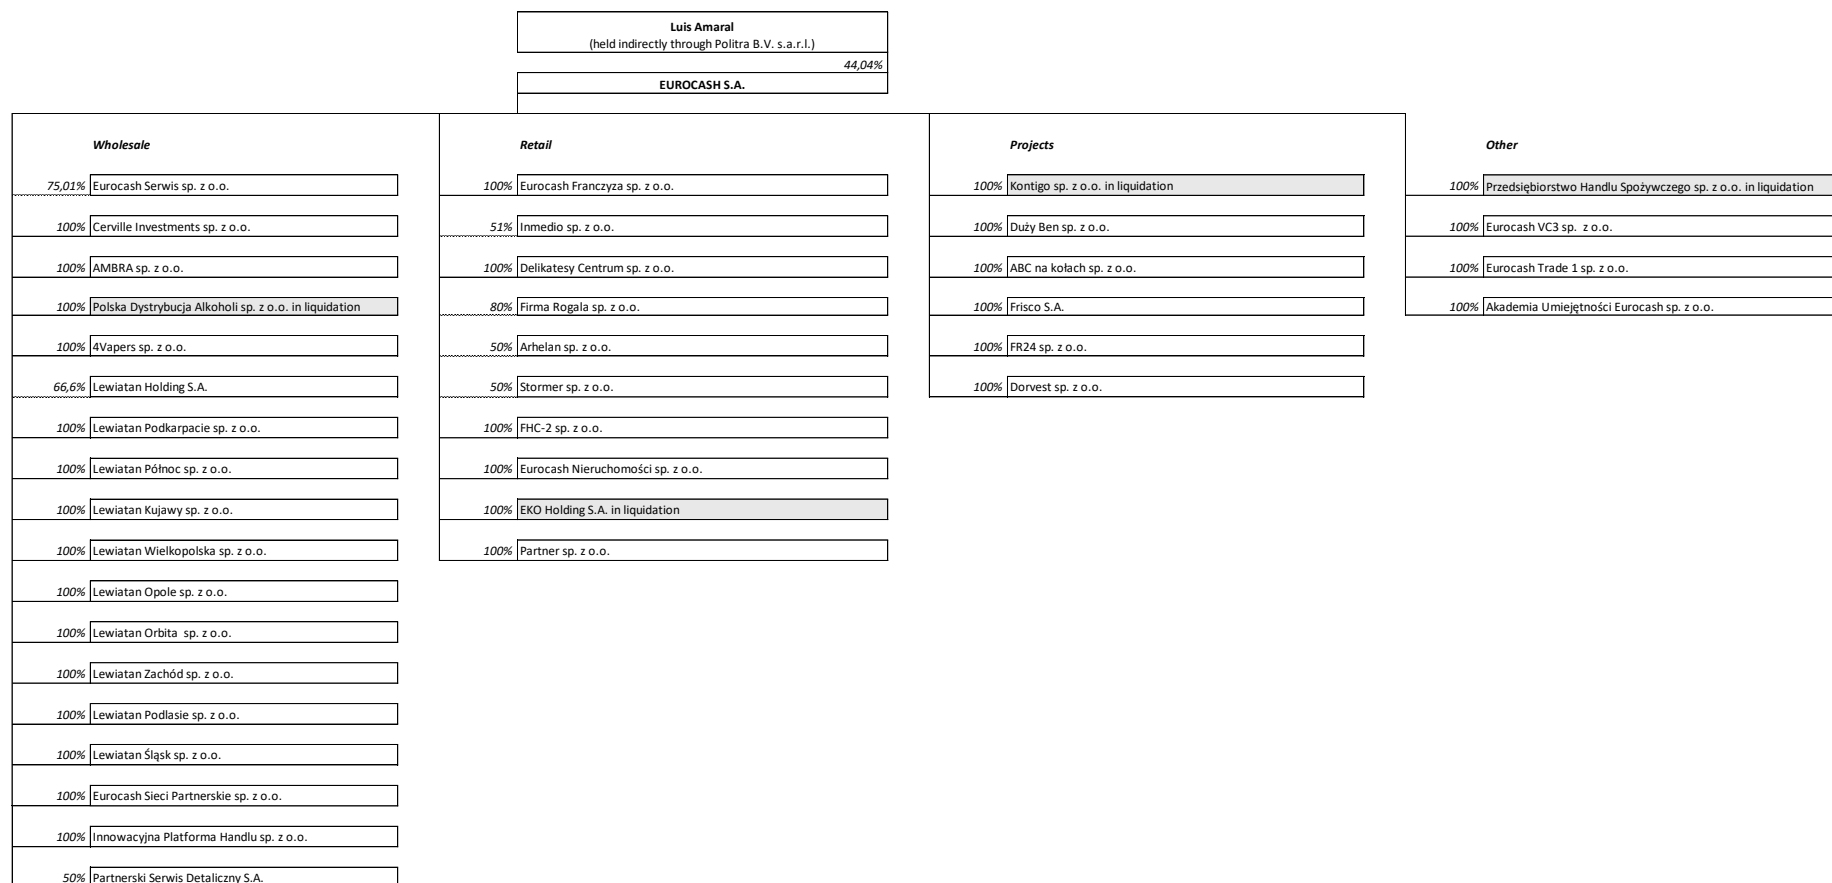 Luis Amaral
(held indirectly through Politra B.V. s.a.r.l.)
44,04%
EUROCASH S.A.
Wholesale
75,01% Eurocash Serwis sp. z o.o.
100% Cerville Investments sp. z o.o.
100% AMBRA sp. z o.o.
100% Polska Dystrybucja Alkoholi sp. z o.o. in liquidation
100% 4Vapers sp. z o.o.
66,6% Lewiatan Holding S.A.
100% Lewiatan Podkarpacie sp. z o.o.
100% Lewiatan Północ sp. z o.o.
100% Lewiatan Kujawy sp. z o.o.
100% Lewiatan Wielkopolska sp. z o.o.
100% Lewiatan Opole sp. z o.o.
100% Lewiatan Orbita sp. z o.o.
100% Lewiatan Zachód sp. z o.o.
100% Lewiatan Podlasie sp. z o.o.
100% Lewiatan Śląsk sp. z o.o.
100% Eurocash Sieci Partnerskie sp. z o.o.
100% Innowacyjna Platforma Handlu sp. z o.o.
50% Partnerski Serwis Detaliczny S.A.
Retail
100% Eurocash Franczyza sp. z o.o.
51% Inmedio sp. z o.o.
100% Delikatesy Centrum sp. z o.o.
80% Firma Rogala sp. z o.o.
50% Arhelan sp. z o.o.
50% Stormer sp. z o.o.
100% FHC-2 sp. z o.o.
100% Eurocash Nieruchomości sp. z o.o.
100% EKO Holding S.A. in liquidation
100% Partner sp. z o.o.
Projects
100% Kontigo sp. z o.o. in liquidation
100% Duży Ben sp. z o.o.
100% ABC na kołach sp. z o.o.
100% Frisco S.A.
100% FR24 sp. z o.o.
100% Dorvest sp. z o.o.
Other
100% Przedsiębiorstwo Handlu Spożywczego sp. z o.o. in liquidation
100% Eurocash VC3 sp. z o.o.
100% Eurocash Trade 1 sp. z o.o.
100% Akademia Umiejętności Eurocash sp. z o.o.